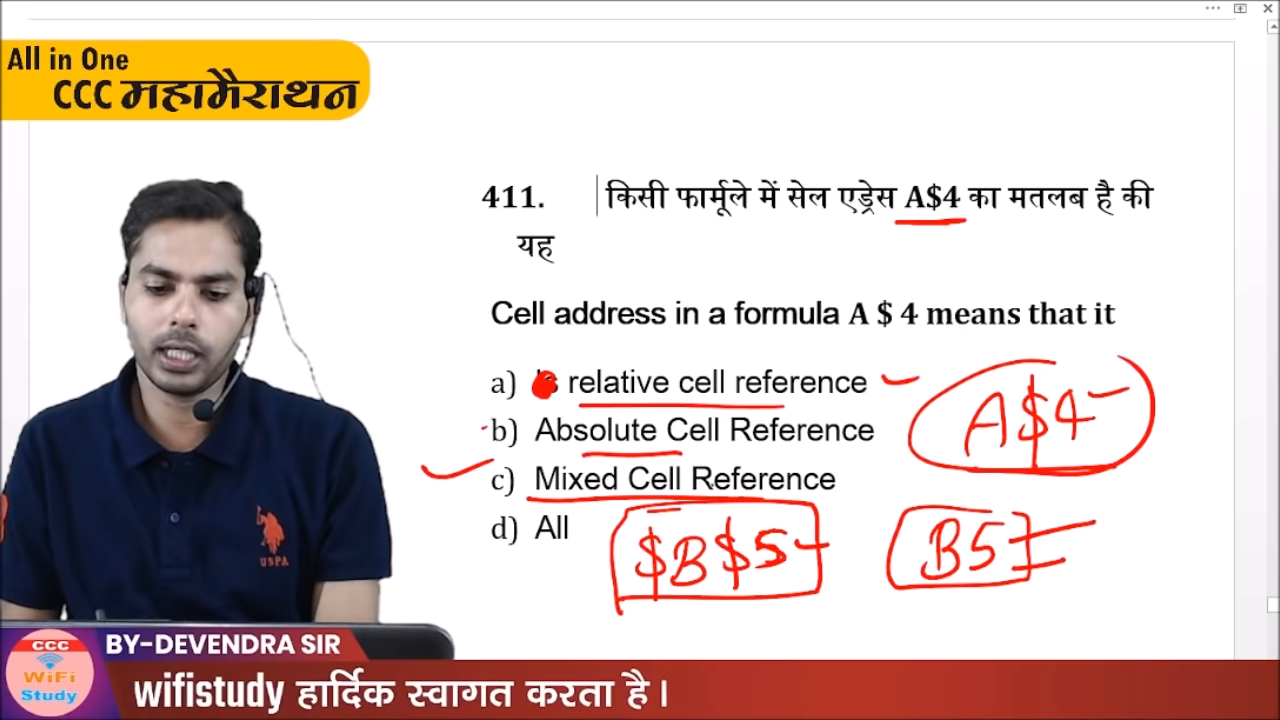 All in One
CCC महामैराथन
411. किसी फार्मूले में सेल एड्रेस A$4 का मतलब है की
यह
Cell address in a formula A $ 4 means that it
a) relative cell reference
b) Absolute Cell Reference
c) Mixed Cell Reference
d) All
A$4
$B$5
B5
USPA
CCC
WiFi
Study
BY-DEVENDRA SIR
wifistudy हार्दिक स्वागत करता है।